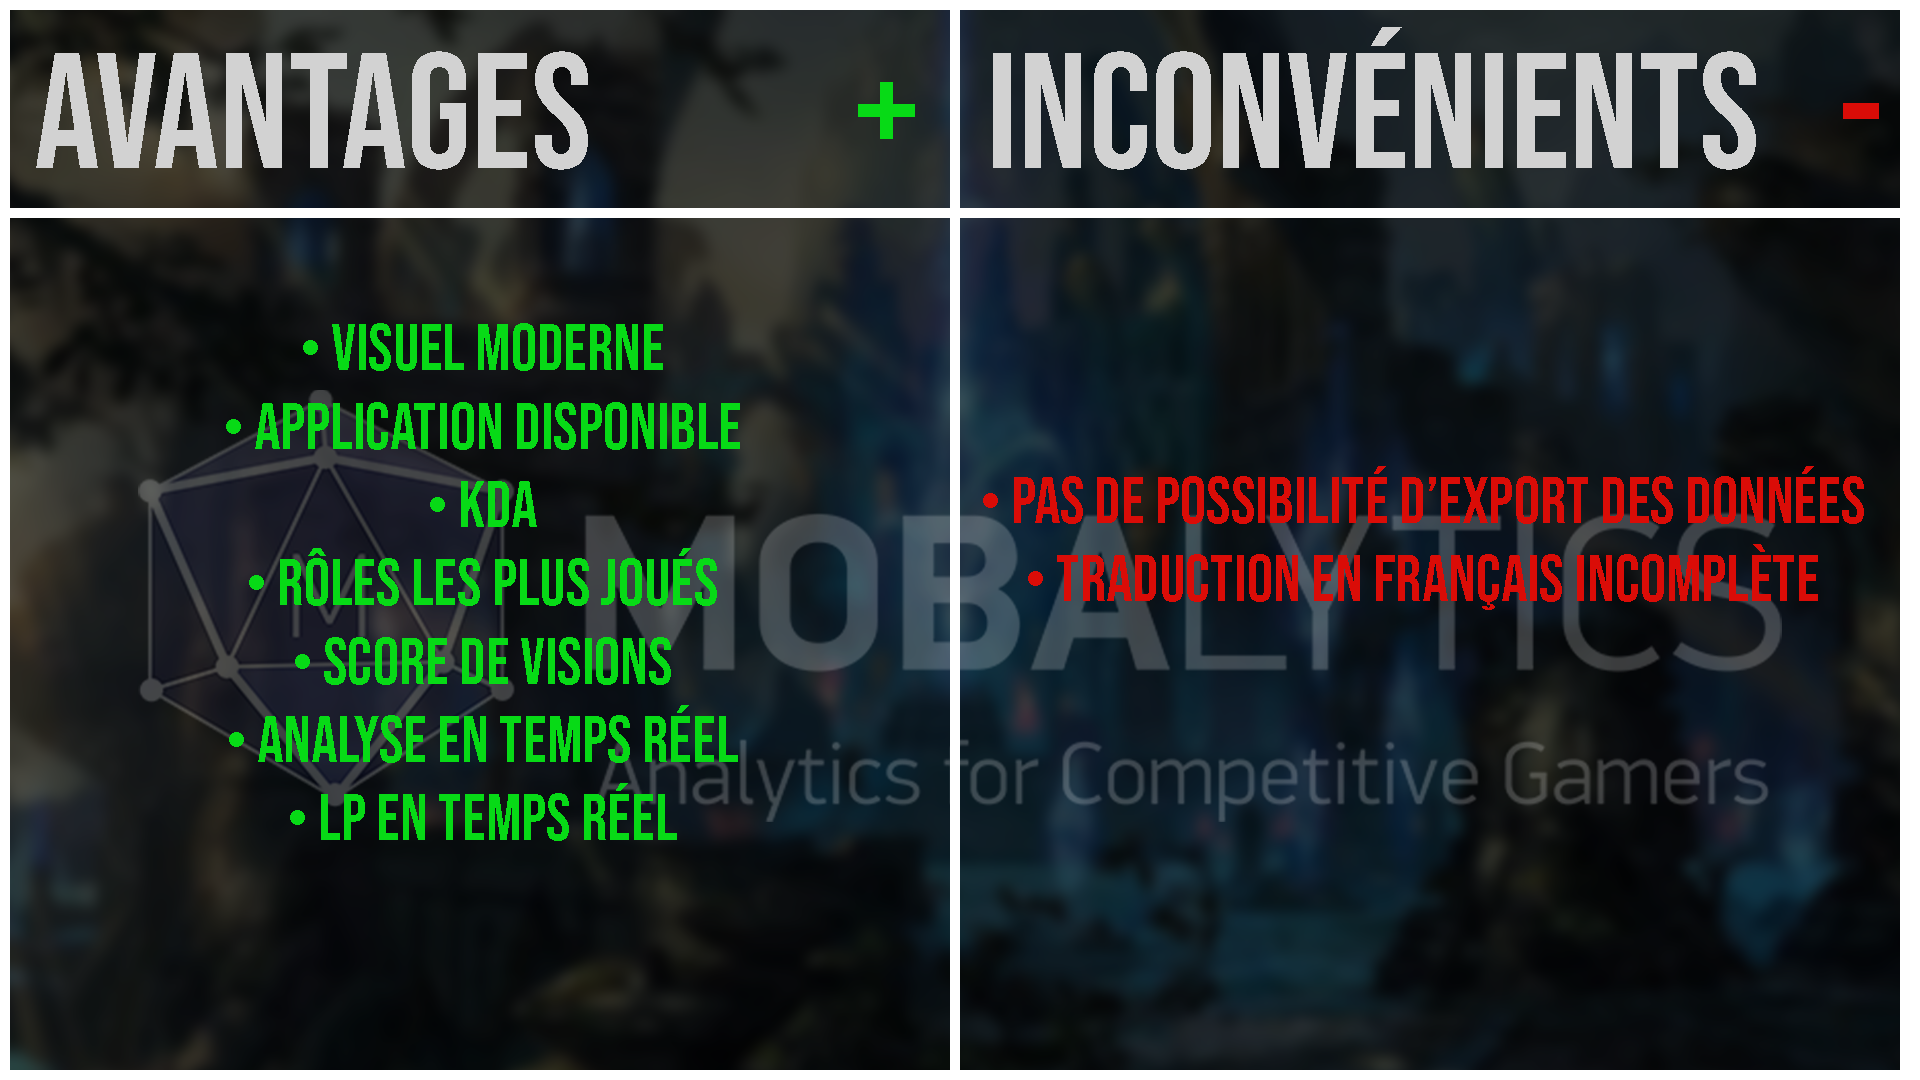 AVANTAGES +
INCONVÉNIENTS -
• VISUEL MODERNE
• APPLICATION DISPONIBLE
• KDA
• RÔLES LES PLUS JOUÉS
• SCORE DE VISIONS
• ANALYSE EN TEMPS RÉEL
• LP EN TEMPS RÉEL
• PAS DE POSSIBILITÉ D’EXPORT DES DONNÉES
• TRADUCTION EN FRANÇAIS INCOMPLÈTE
M
MOBALYTICS
Analytics for Competitive Gamers